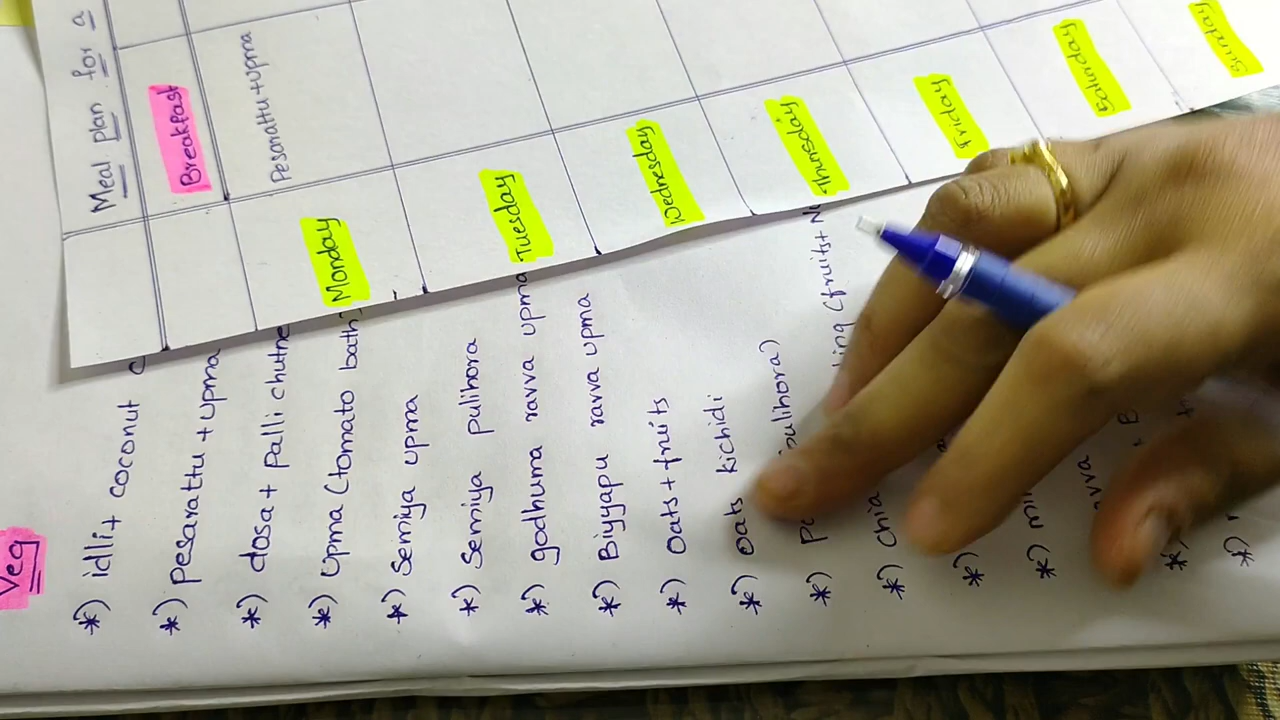 Meal plan for a
Breakfast
Monday
Pesarattu + upma
Tuesday
Wednesday
Thursday
Friday
Saturday
Sunday
Veg
*) idli + coconut
*) pesarattu + upma
*) dosa + palli
*) upma (tomato bath
*) Semiya upma
*) Semiya pulihora
*) godhuma ravva upma
*) Biyyapu ravva upma
*) Oats + fruits
*) Oats kichidi
*) pulihora)
*) chia (fruits +
*)
*)
*)
*)